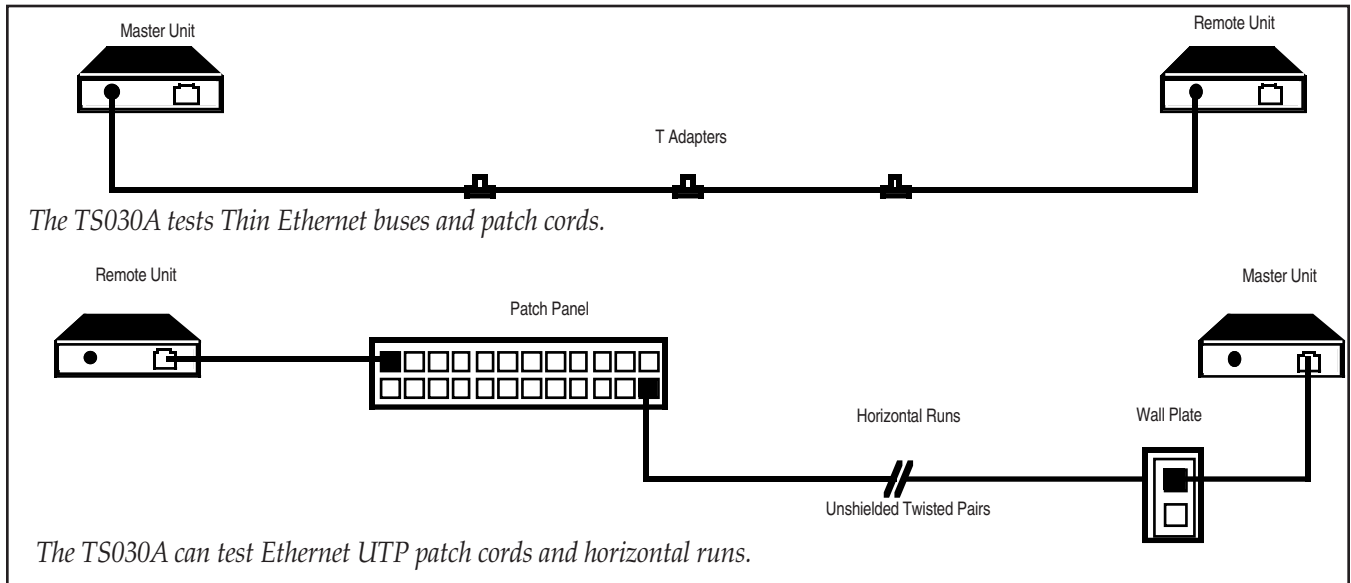 Master Unit
Remote Unit
T Adapters
The TS030A tests Thin Ethernet buses and patch cords.
Remote Unit
Master Unit
Patch Panel
Horizontal Runs
Wall Plate
Unshielded Twisted Pairs
The TS030A can test Ethernet UTP patch cords and horizontal runs.